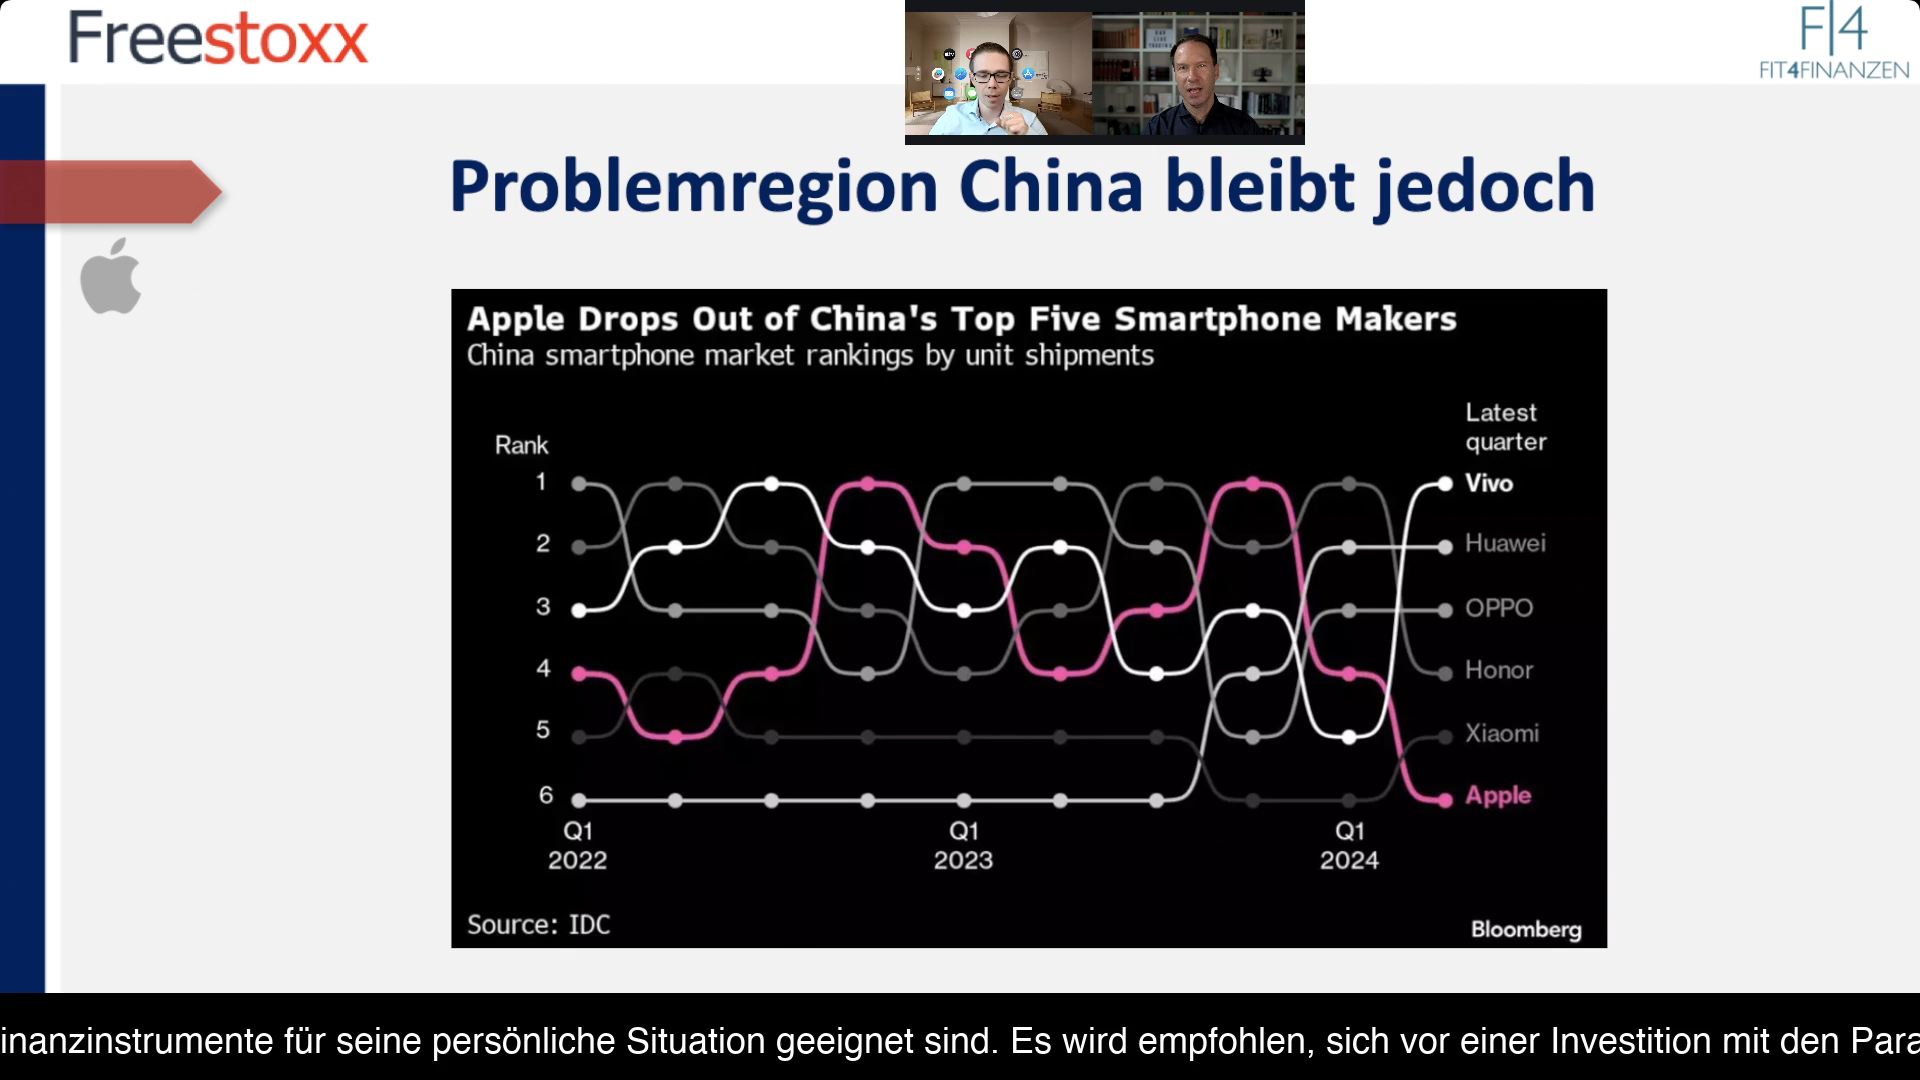 Freestoxx
F|4
FIT4FINANZEN
Problemregion China bleibt jedoch
Apple Drops Out of China's Top Five Smartphone Makers
China smartphone market rankings by unit shipments
Latest
quarter
Rank
1
Vivo
2
Huawei
3
OPPO
4
Honor
5
Xiaomi
6
Apple
Q1
2022
Q1
2023
Q1
2024
Source: IDC
Bloomberg
inanzinstrumente für seine persönliche Situation geeignet sind. Es wird empfohlen, sich vor einer Investition mit den Para